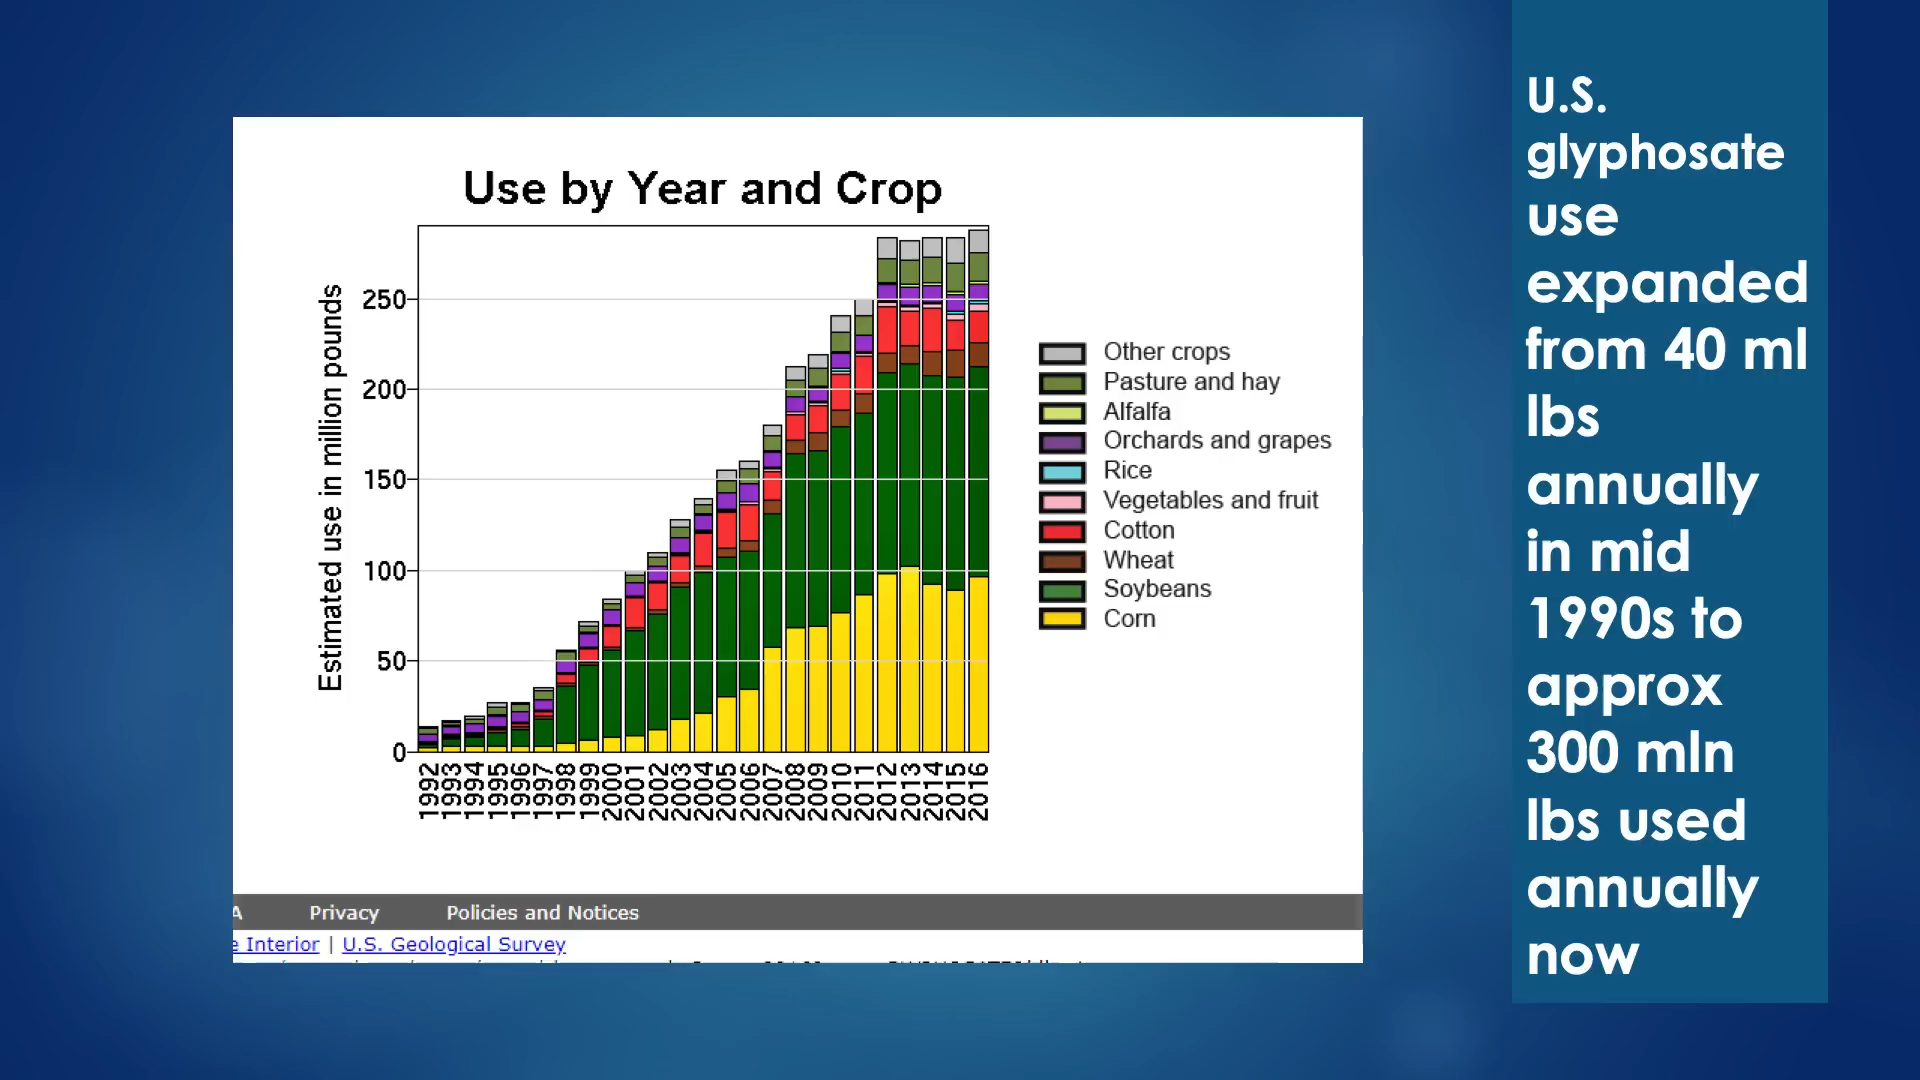 Use by Year and Crop
Estimated use in million pounds
250
200
150
100
50
0
1992
1993
1994
1995
1996
1997
1998
1999
2000
2001
2002
2003
2004
2005
2006
2007
2008
2009
2010
2011
2012
2013
2014
2015
2016
Other crops
Pasture and hay
Alfalfa
Orchards and grapes
Rice
Vegetables and fruit
Cotton
Wheat
Soybeans
Corn
A Privacy Policies and Notices
e Interior | U.S. Geological Survey
U.S.
glyphosate
use
expanded
from 40 ml
lbs
annually
in mid
1990s to
approx
300 mln
lbs used
annually
now